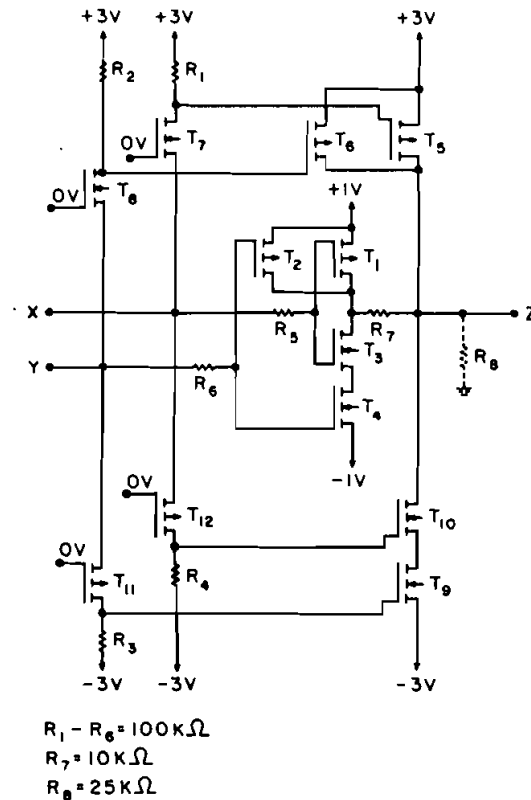 +3V +3V +3V
R2 R1
0V T7 T6 T5
0V T8
+1V
T2 T1
X R5 R7 Z
T3 R8
Y R6
T4
-1V
0V T12 T10
0V T11 R4 T9
R3
-3V -3V -3V
R1 - R6 = 100KΩ
R7 = 10KΩ
R8 = 25KΩ